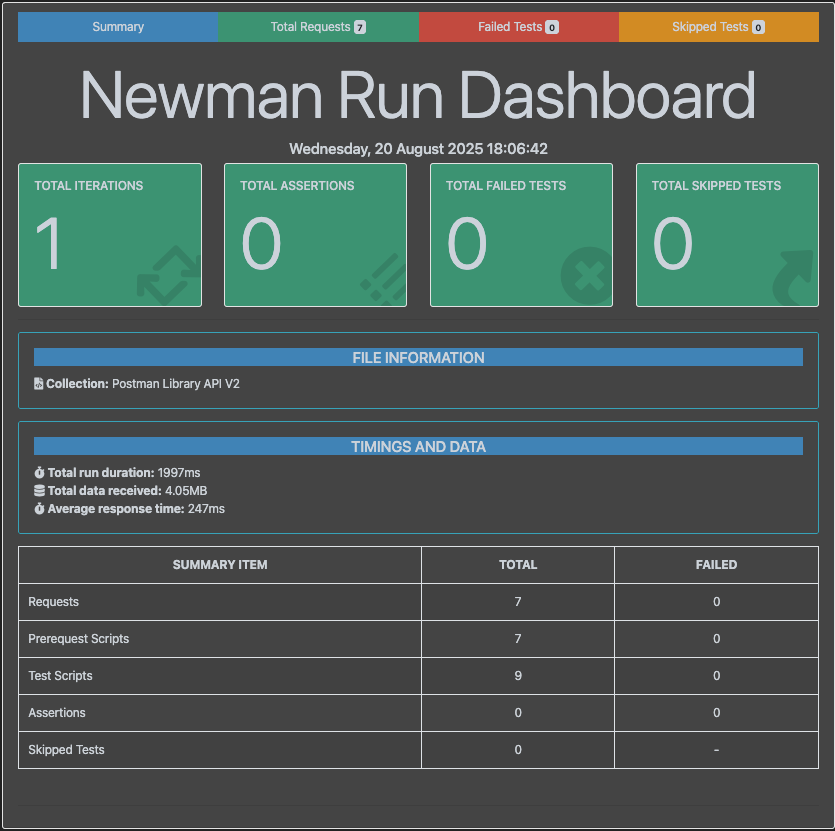 Summary Total Requests 7 Failed Tests 0 Skipped Tests 0
Newman Run Dashboard
Wednesday, 20 August 2025 18:06:42
TOTAL ITERATIONS TOTAL ASSERTIONS TOTAL FAILED TESTS TOTAL SKIPPED TESTS
1 0 0 0
FILE INFORMATION
Collection: Postman Library API V2
TIMINGS AND DATA
Total run duration: 1997ms
Total data received: 4.05MB
Average response time: 247ms
SUMMARY ITEM TOTAL FAILED
Requests 7 0
Prerequest Scripts 7 0
Test Scripts 9 0
Assertions 0 0
Skipped Tests 0 -